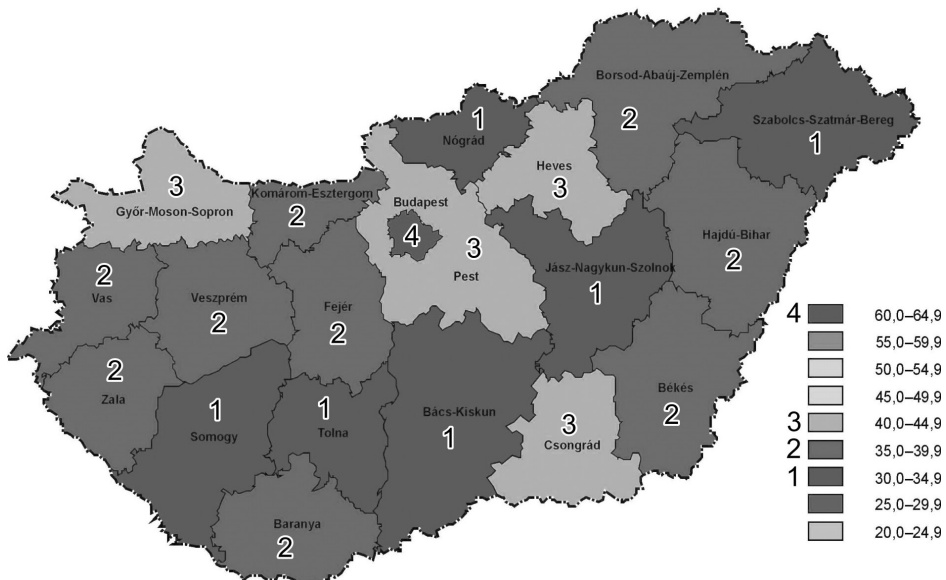 Borsod-Abaúj-Zemplén
2
Szabolcs-Szatmár-Bereg
1
1
Nógrád
Heves
3
3
Győr-Moson-Sopron
Komárom-Esztergom
2
Budapest
4
3
Pest
Hajdú-Bihar
2
Jász-Nagykun-Szolnok
1
2
Vas
Veszprém
2
Fejér
2
2
Zala
1
Somogy
1
Tolna
Bács-Kiskun
1
3
Csongrád
Békés
2
Baranya
2
4 60,0–64,9
55,0–59,9
50,0–54,9
45,0–49,9
3 40,0–44,9
2 35,0–39,9
1 30,0–34,9
25,0–29,9
20,0–24,9